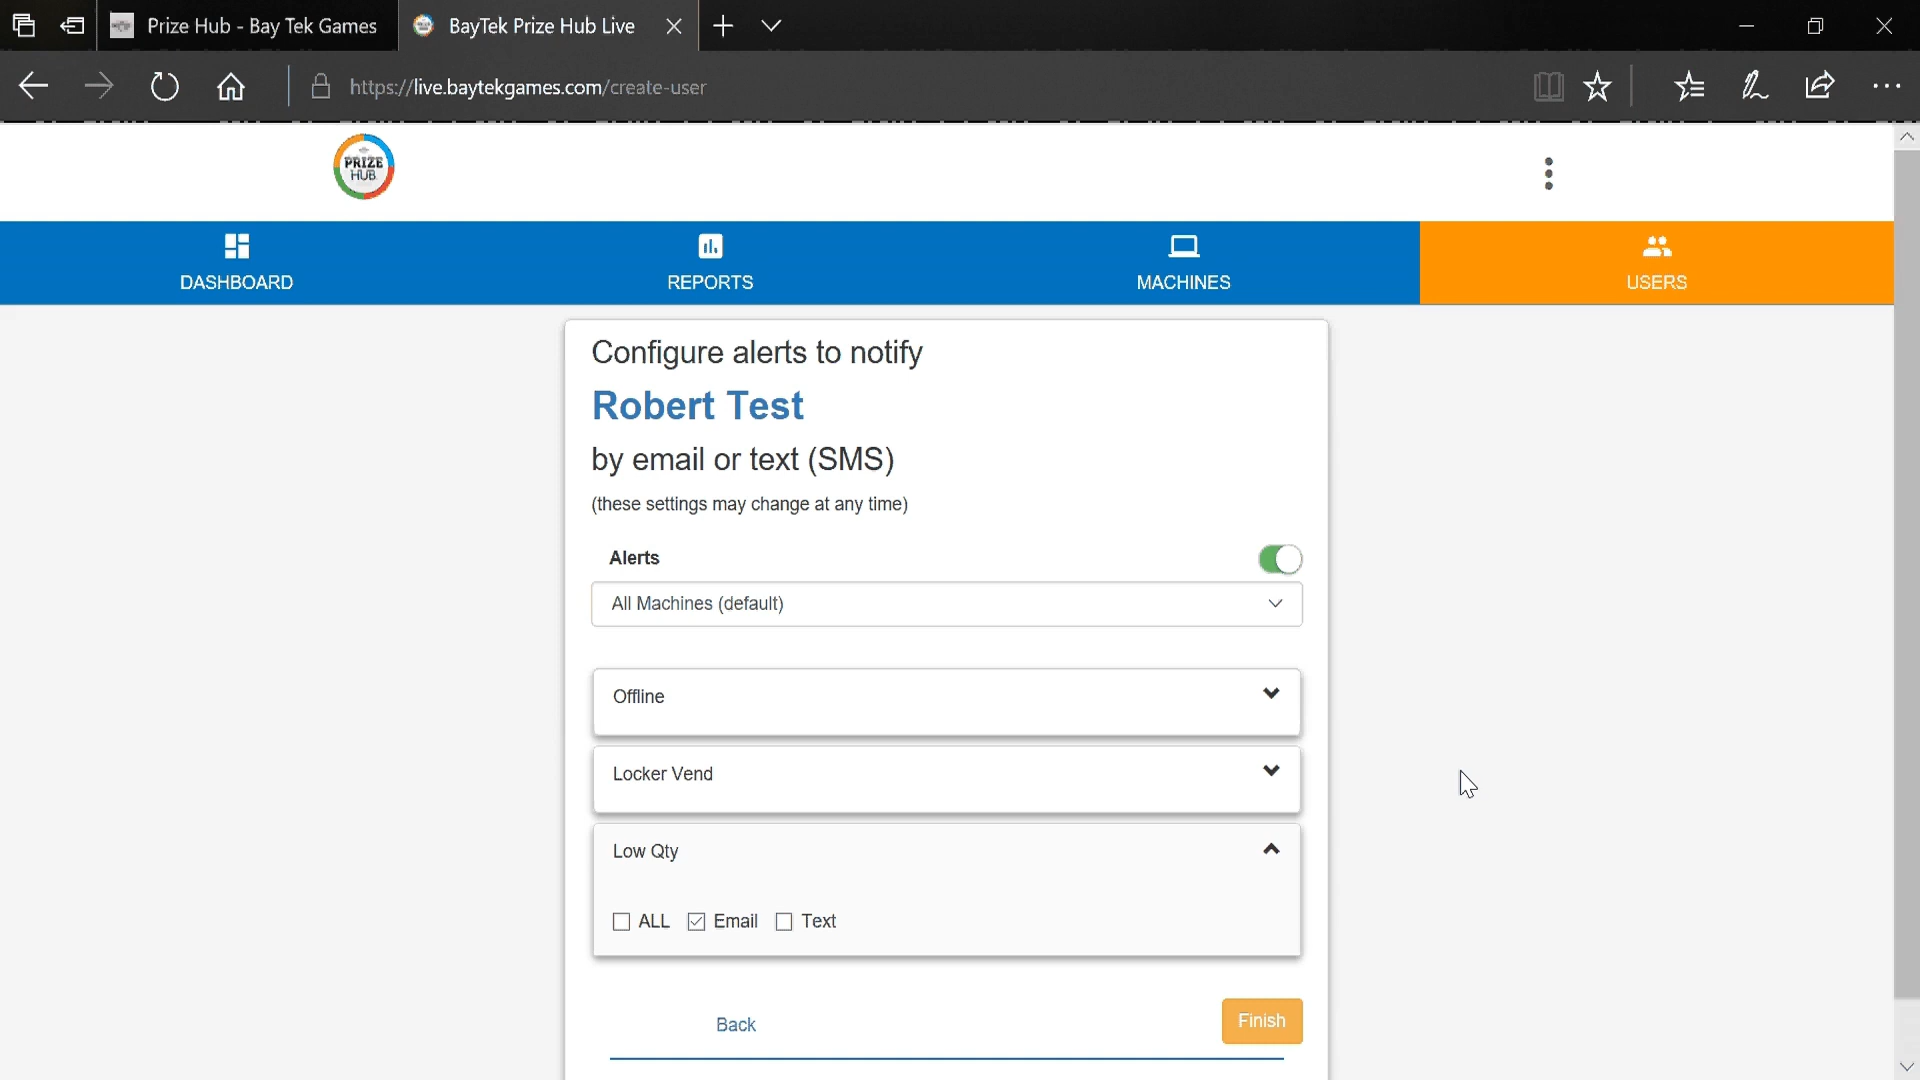 Prize Hub - Bay Tek Games
BayTek Prize Hub Live
https://live.baytekgames.com/create-user
PRIZE
HUB
DASHBOARD
REPORTS
MACHINES
USERS
Configure alerts to notify
Robert Test
by email or text (SMS)
(these settings may change at any time)
Alerts
All Machines (default)
Offline
Locker Vend
Low Qty
ALL Email Text
Back
Finish